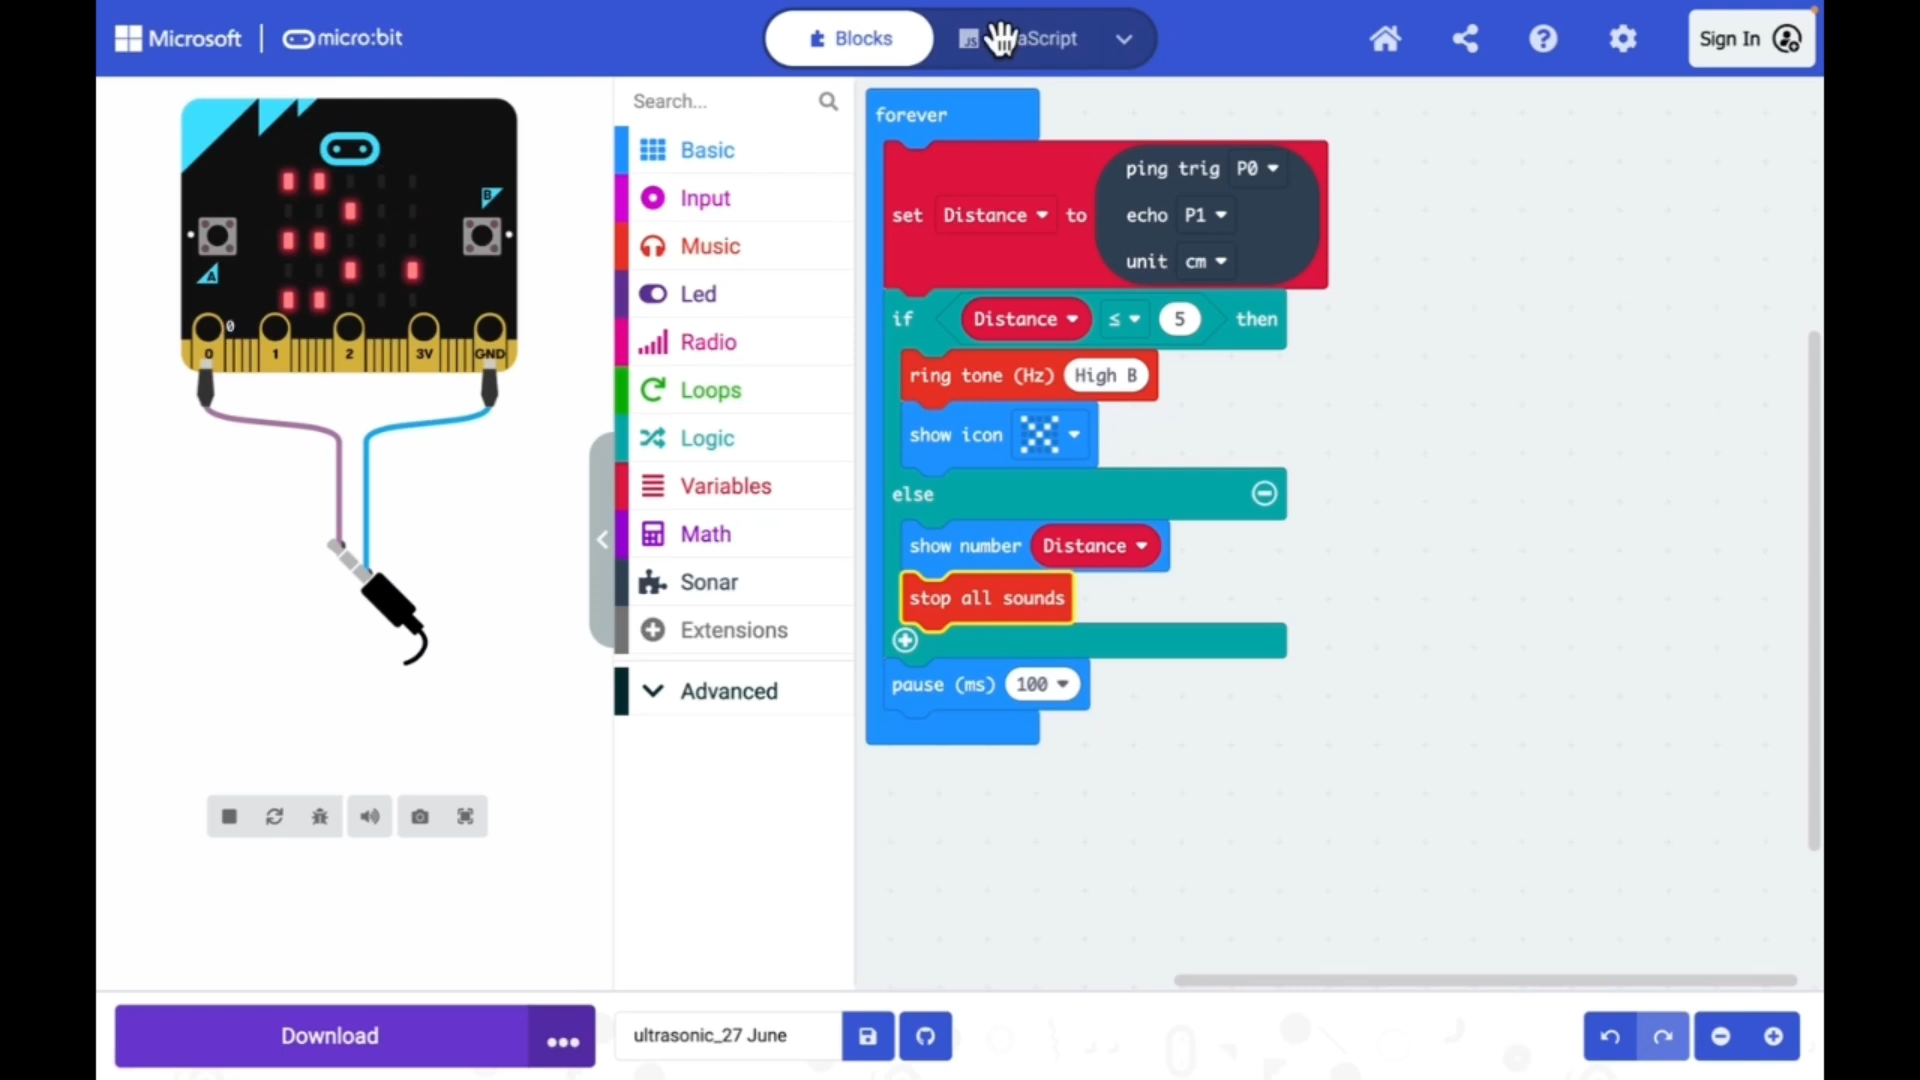 Microsoft | micro:bit
Blocks
JS
aScript
Sign In
B
A
0
0 1 2 3V GND
Search...
Basic
Input
Music
Led
Radio
Loops
Logic
Variables
Math
Sonar
Extensions
Advanced
forever
set Distance to
ping trig P0
echo P1
unit cm
if Distance ≤ 5 then
ring tone (Hz) High B
show icon
else
show number Distance
stop all sounds
pause (ms) 100
Download
ultrasonic_27 June